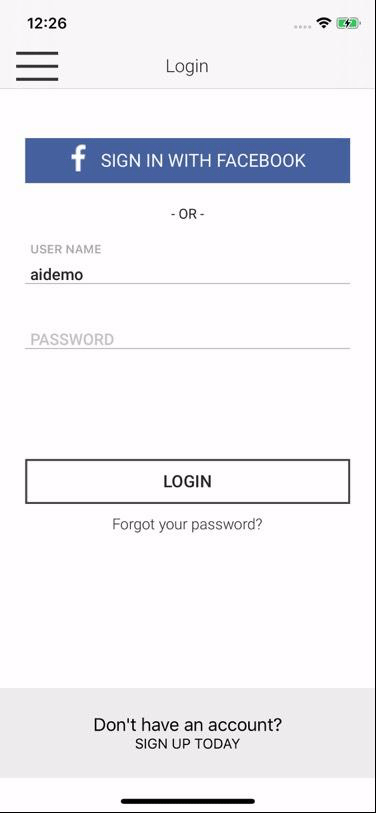 12:26
Login
f SIGN IN WITH FACEBOOK
- OR -
USER NAME
aidemo
PASSWORD
LOGIN
Forgot your password?
Don't have an account?
SIGN UP TODAY